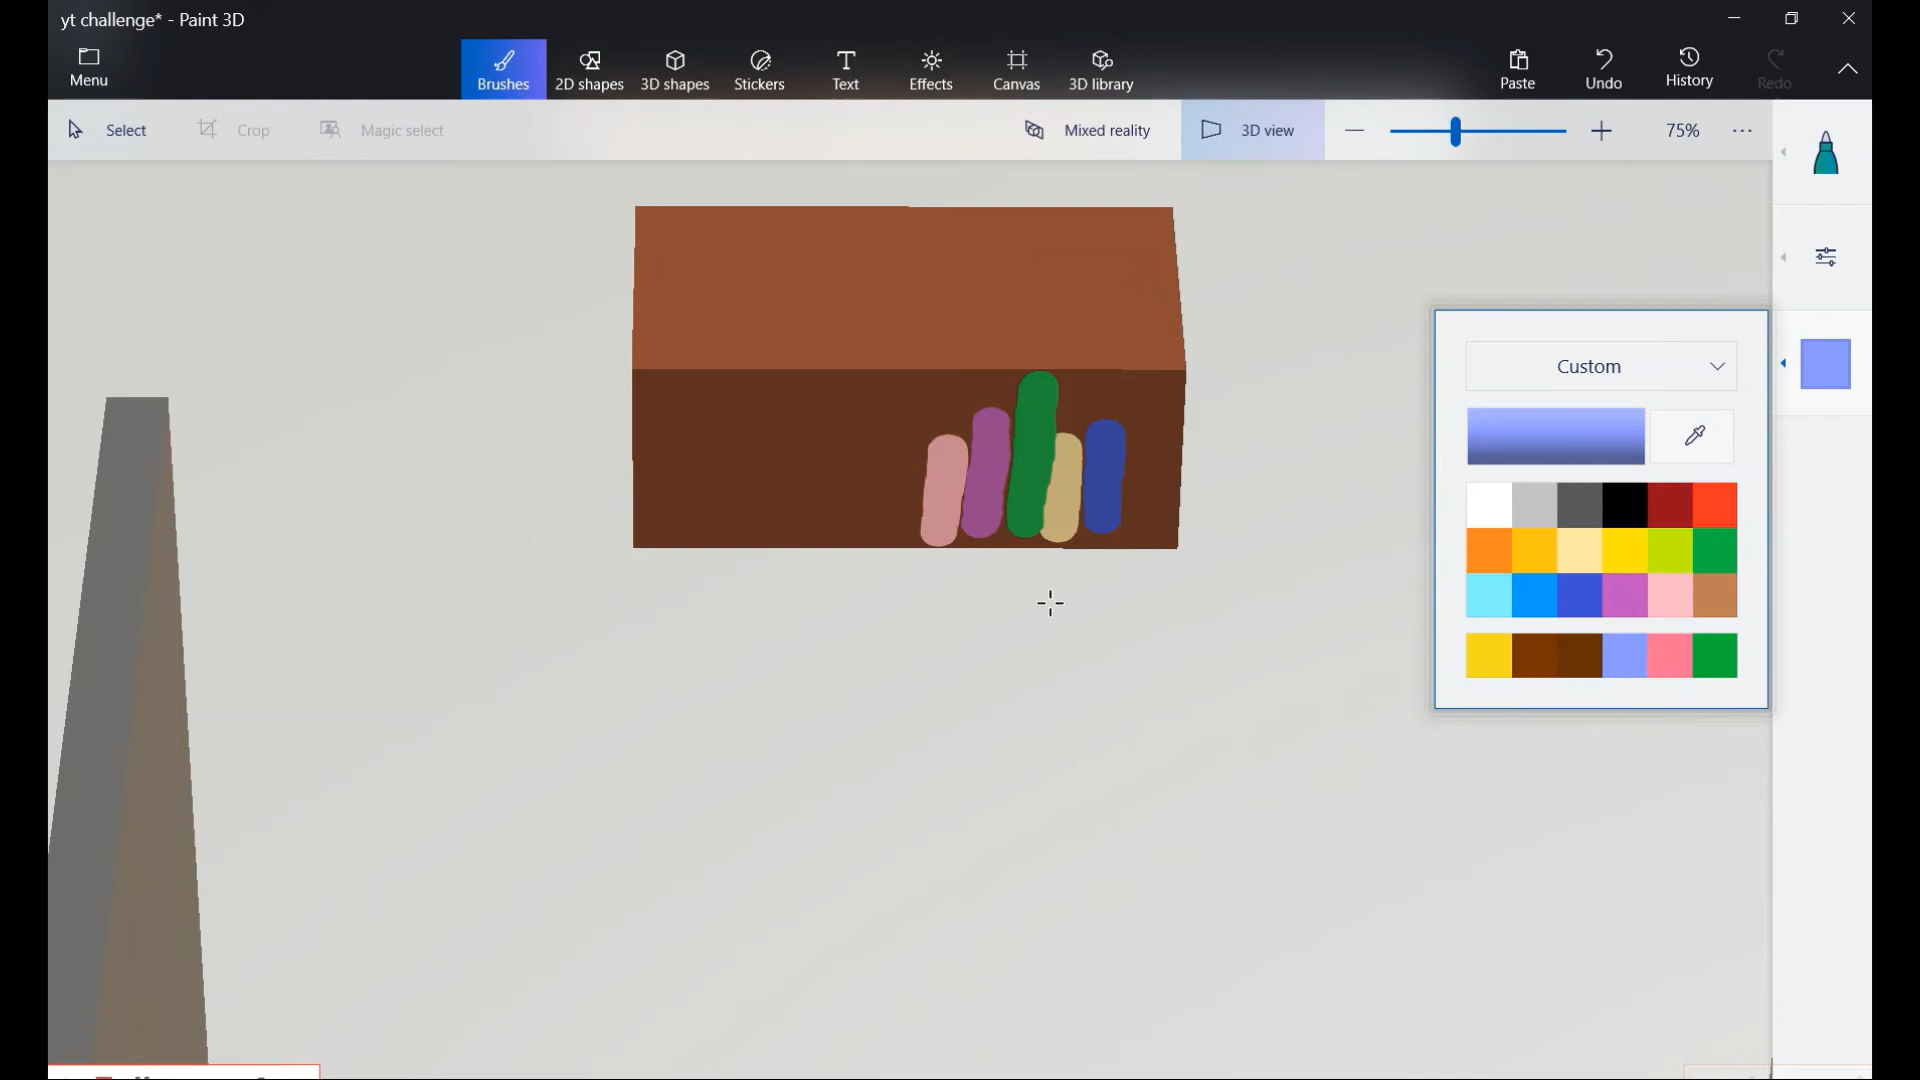 yt challenge* - Paint 3D
Menu
Brushes
2D shapes
3D shapes
Stickers
Text
Effects
Canvas
3D library
Paste
Undo
History
Redo
Select
Crop
Magic select
Mixed reality
3D view
75%
Custom